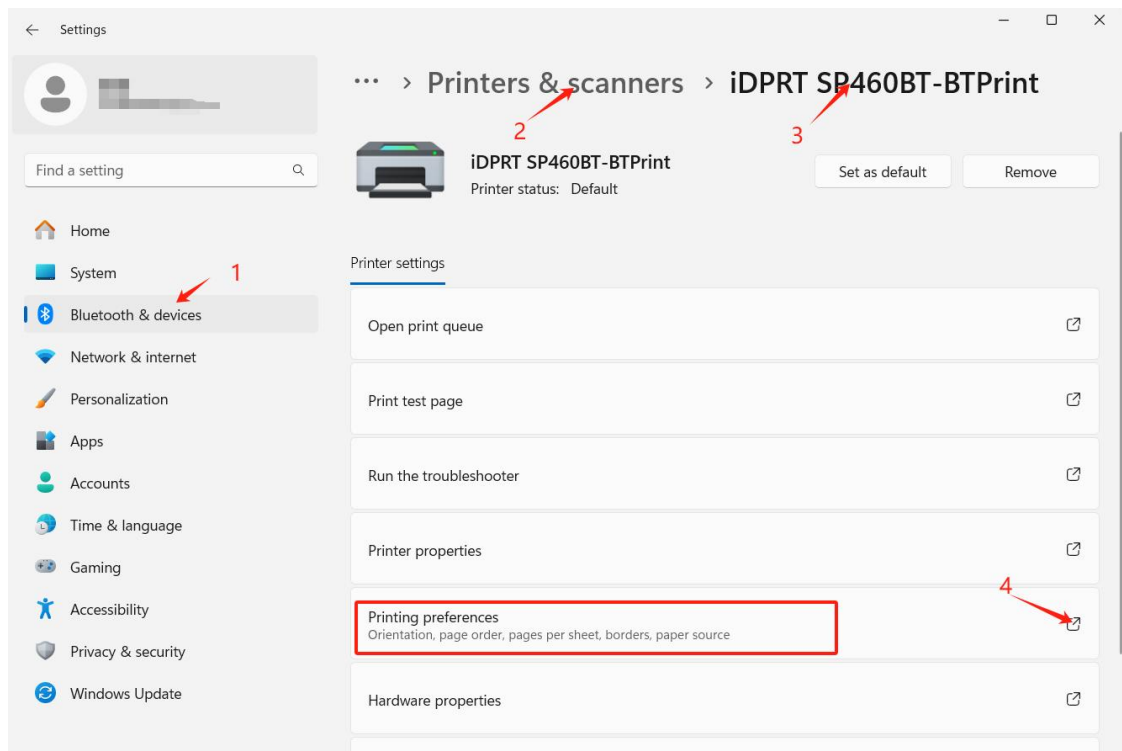 Settings
... > Printers & scanners > iDPRT SP460BT-BTPrint
2
3
iDPRT SP460BT-BTPrint
Printer status: Default
Set as default
Remove
Find a setting
Home
System
1
Bluetooth & devices
Network & internet
Personalization
Apps
Accounts
Time & language
Gaming
Accessibility
Privacy & security
Windows Update
Printer settings
Open print queue
Print test page
Run the troubleshooter
Printer properties
4
Printing preferences
Orientation, page order, pages per sheet, borders, paper source
Hardware properties